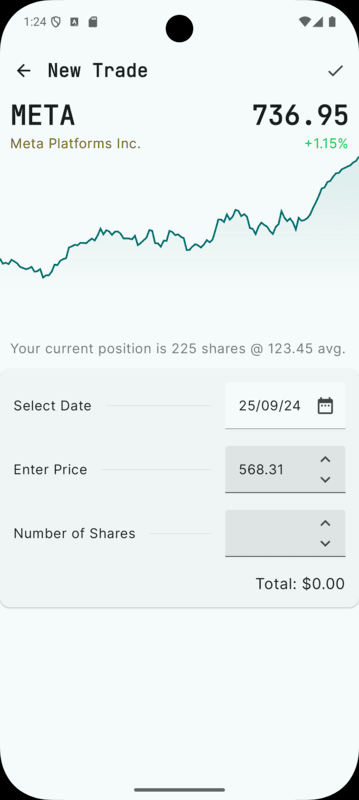 1:24
New Trade
META 736.95
Meta Platforms Inc. +1.15%
Your current position is 225 shares @ 123.45 avg.
Select Date 25/09/24
Enter Price 568.31
Number of Shares
Total: $0.00